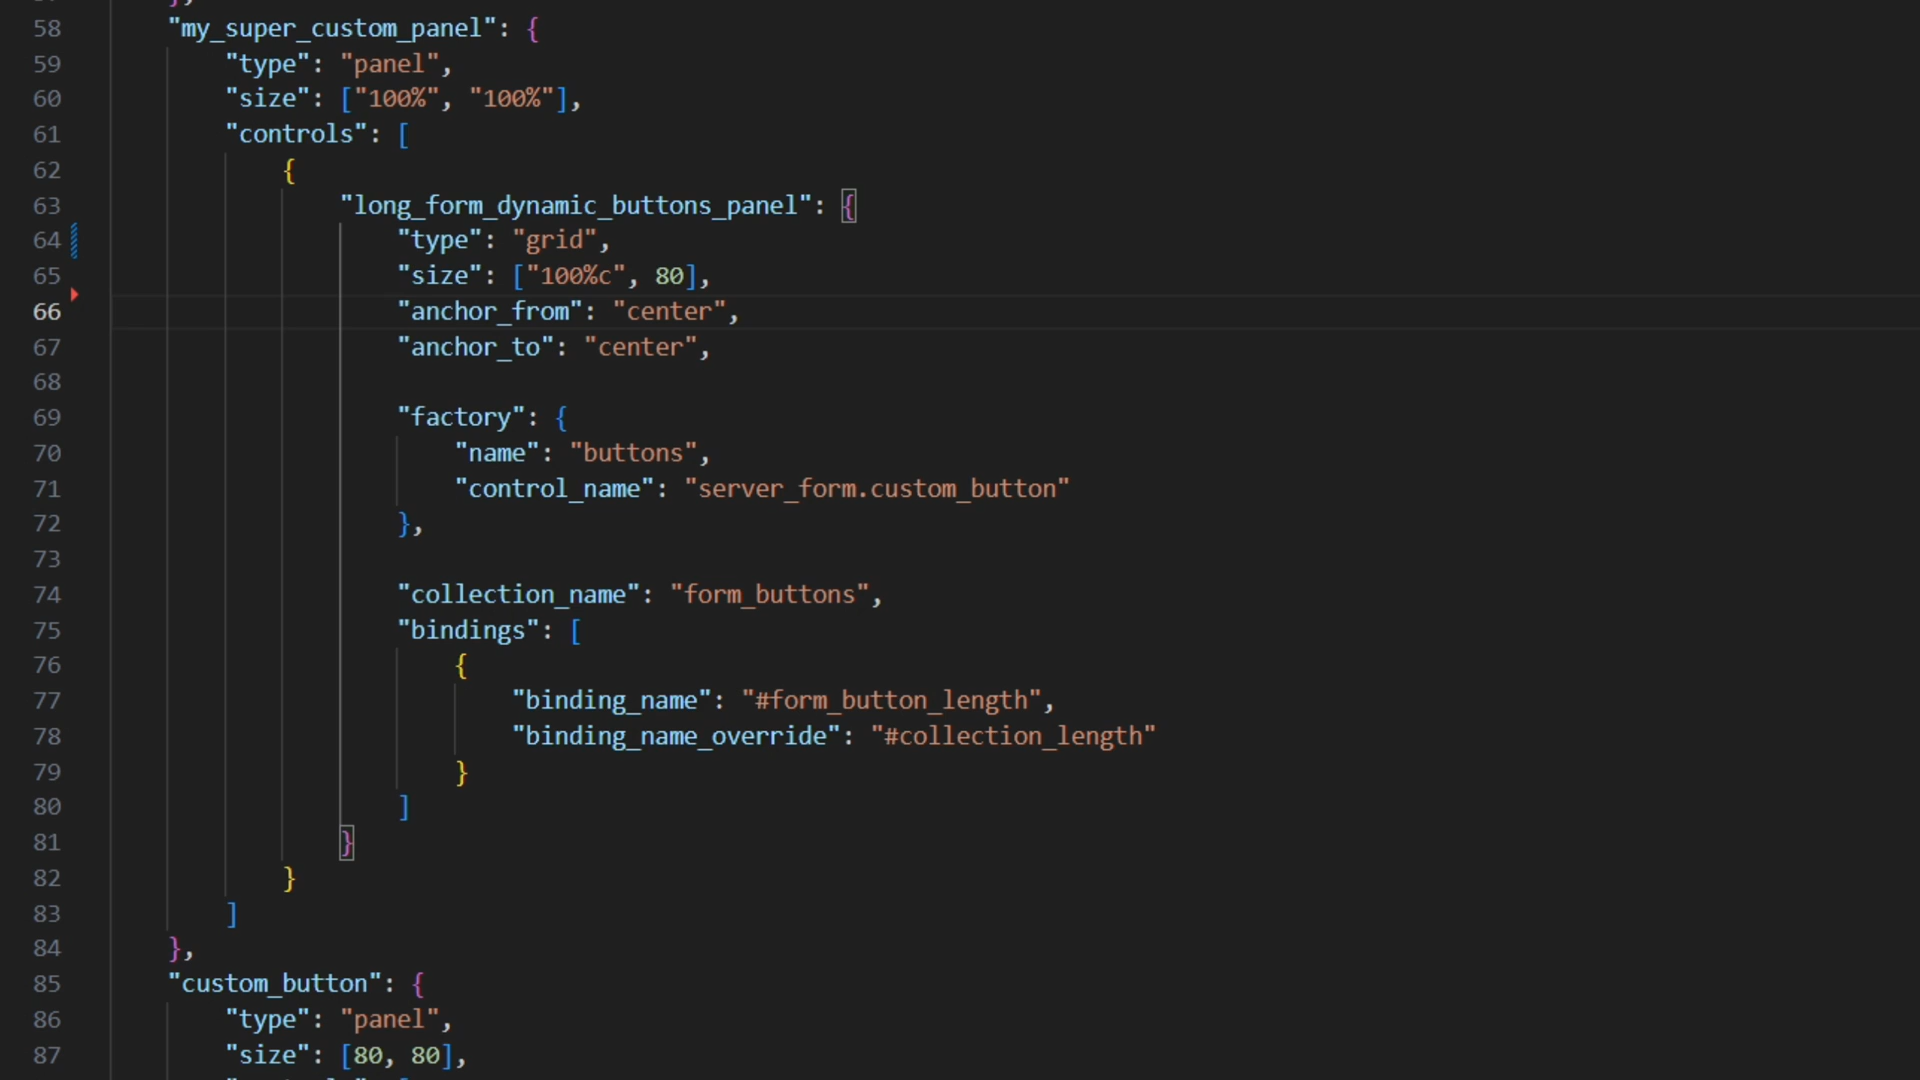 58 "my_super_custom_panel": {
59 "type": "panel",
60 "size": ["100%", "100%"],
61 "controls": [
62 {
63 "long_form_dynamic_buttons_panel": {
64 "type": "grid",
65 "size": ["100%c", 80],
66 "anchor_from": "center",
67 "anchor_to": "center",
68
69 "factory": {
70 "name": "buttons",
71 "control_name": "server_form.custom_button"
72 },
73
74 "collection_name": "form_buttons",
75 "bindings": [
76 {
77 "binding_name": "#form_button_length",
78 "binding_name_override": "#collection_length"
79 }
80 ]
81 }
82 }
83 ]
84 },
85 "custom_button": {
86 "type": "panel",
87 "size": [80, 80],